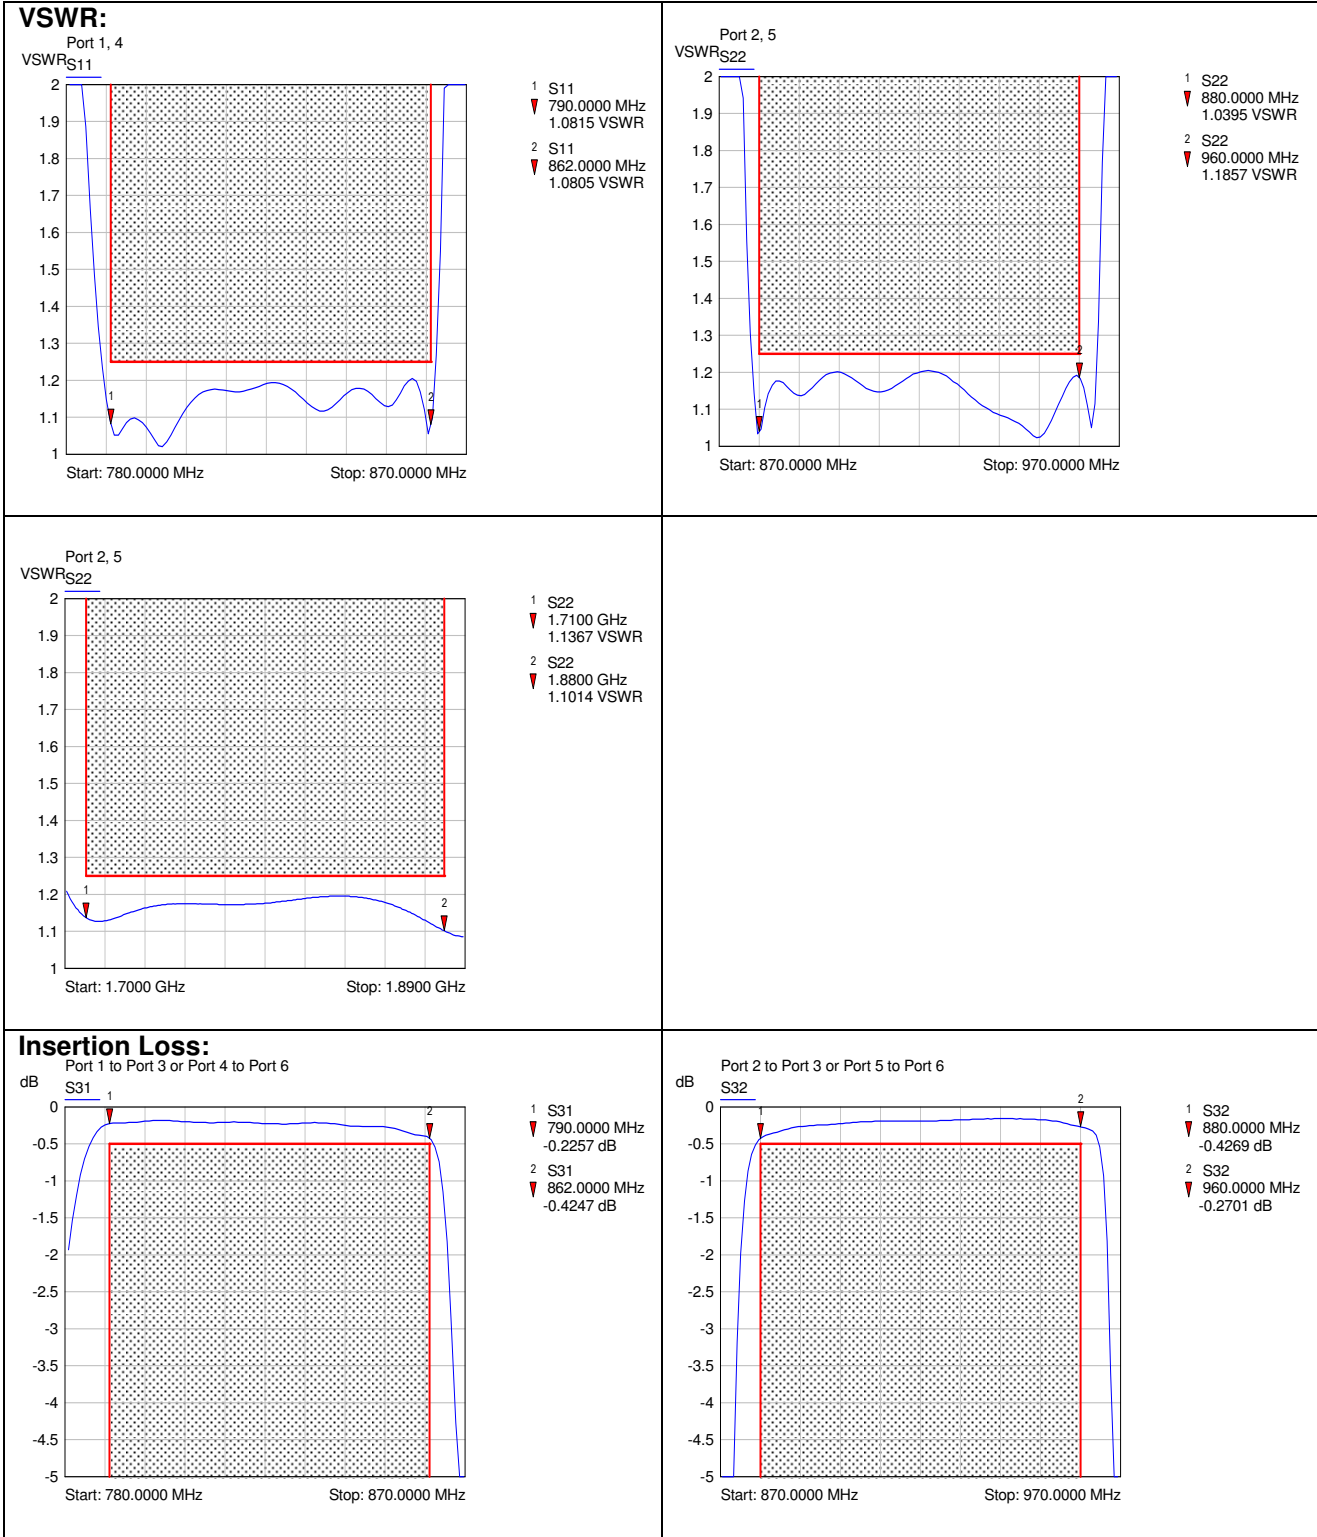 VSWR:
Port 1, 4
VSWR
S11
2
1.9
1.8
1.7
1.6
1.5
1.4
1.3
1.2
1.1
1
1
2
Start: 780.0000 MHz
Stop: 870.0000 MHz
1 S11
790.0000 MHz
1.0815 VSWR
2 S11
862.0000 MHz
1.0805 VSWR
Port 2, 5
VSWR
S22
2
1.9
1.8
1.7
1.6
1.5
1.4
1.3
1.2
1.1
1
1
2
Start: 870.0000 MHz
Stop: 970.0000 MHz
1 S22
880.0000 MHz
1.0395 VSWR
2 S22
960.0000 MHz
1.1857 VSWR
Port 2, 5
VSWR
S22
2
1.9
1.8
1.7
1.6
1.5
1.4
1.3
1.2
1.1
1
1
2
Start: 1.7000 GHz
Stop: 1.8900 GHz
1 S22
1.7100 GHz
1.1367 VSWR
2 S22
1.8800 GHz
1.1014 VSWR
Insertion Loss:
Port 1 to Port 3 or Port 4 to Port 6
dB
S31
0
-0.5
-1
-1.5
-2
-2.5
-3
-3.5
-4
-4.5
-5
1
2
Start: 780.0000 MHz
Stop: 870.0000 MHz
1 S31
790.0000 MHz
-0.2257 dB
2 S31
862.0000 MHz
-0.4247 dB
Port 2 to Port 3 or Port 5 to Port 6
dB
S32
0
-0.5
-1
-1.5
-2
-2.5
-3
-3.5
-4
-4.5
-5
1
2
Start: 870.0000 MHz
Stop: 970.0000 MHz
1 S32
880.0000 MHz
-0.4269 dB
2 S32
960.0000 MHz
-0.2701 dB